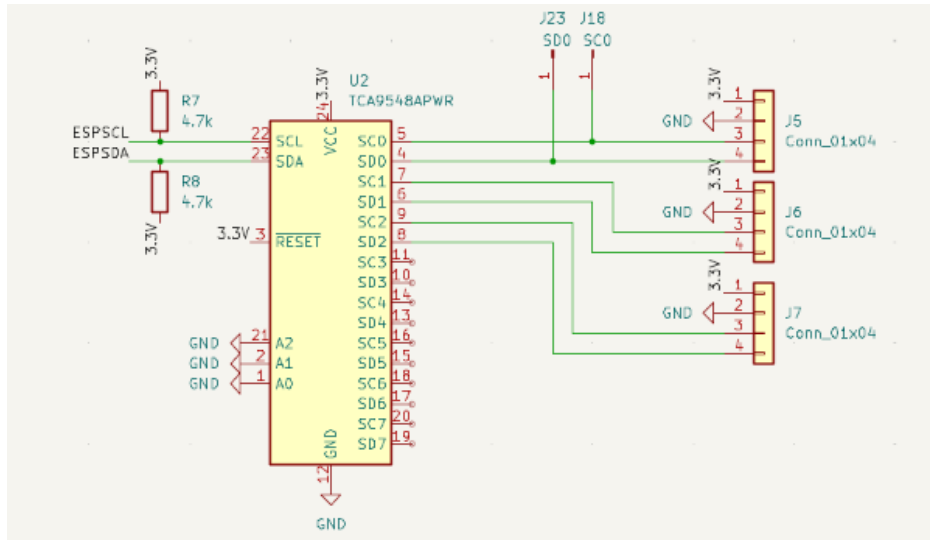 J23 J18
SD0 SC0
1 1
3.3V
R7
4.7k
ESPSCL
ESPSDA
R8
4.7k
3.3V
3.3V
24
U2
TCA9548APWR
VCC
22 SCL
23 SDA
3.3V 3 RESET
GND 21 A2
GND 2 A1
GND 1 A0
SC0 5
SD0 4
SC1 7
SD1 6
SC2 9
SD2 8
SC3 11
SD3 10
SC4 14
SD4 13
SC5 16
SD5 15
SC6 18
SD6 17
SC7 20
SD7 19
GND
12
GND
3.3V
1
GND 2
3
4
J5
Conn_01x04
3.3V
1
GND 2
3
4
J6
Conn_01x04
3.3V
1
GND 2
3
4
J7
Conn_01x04